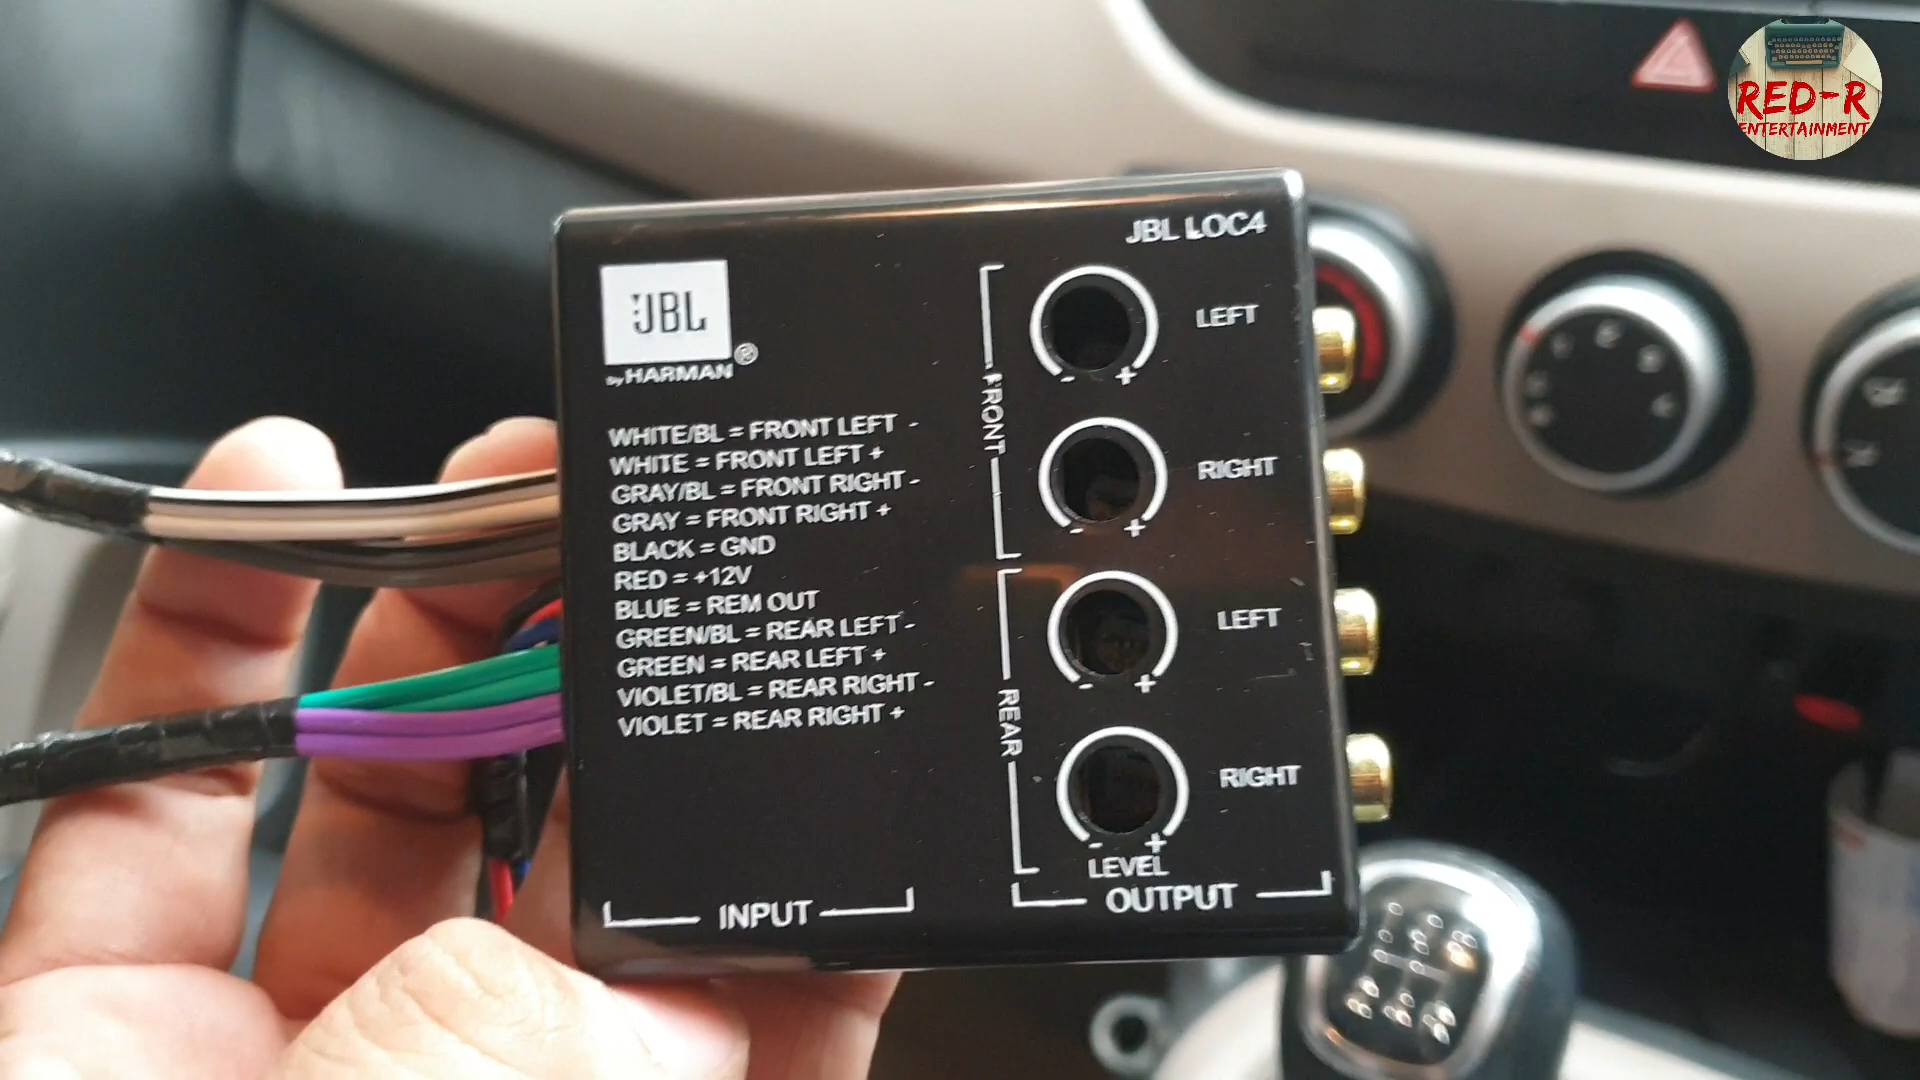 RED-R
ENTERTAINMENT
JBL LOC4
JBL
by HARMAN®
WHITE/BL = FRONT LEFT -
WHITE = FRONT LEFT +
GRAY/BL = FRONT RIGHT -
GRAY = FRONT RIGHT +
BLACK = GND
RED = +12V
BLUE = REM OUT
GREEN/BL = REAR LEFT -
GREEN = REAR LEFT +
VIOLET/BL = REAR RIGHT -
VIOLET = REAR RIGHT +
INPUT
FRONT
LEFT
- +
RIGHT
- +
REAR
LEFT
- +
RIGHT
- +
LEVEL
OUTPUT